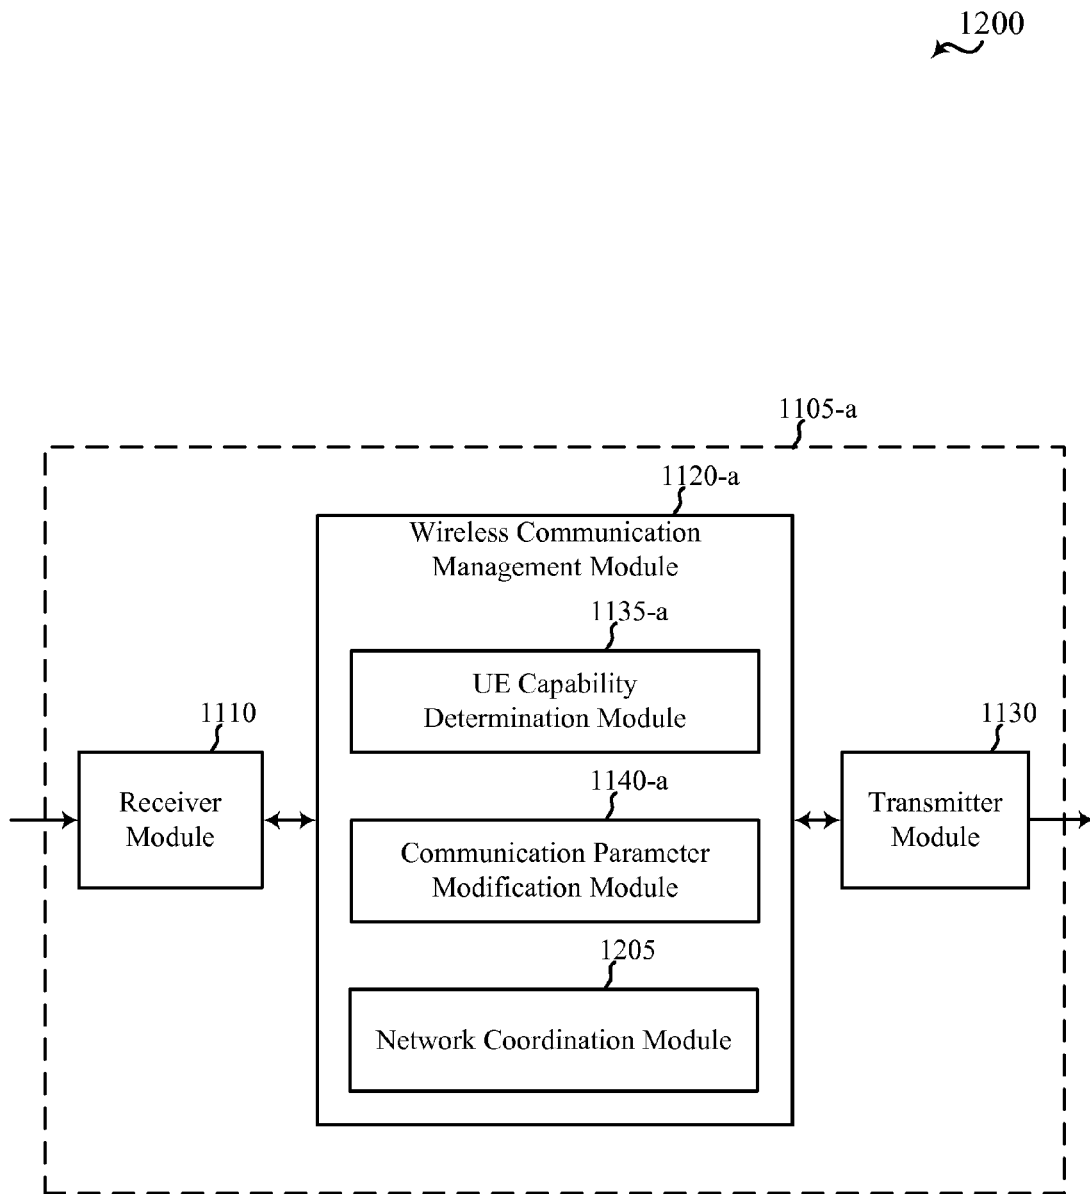 1200
1105-a
1120-a
Wireless Communication
Management Module
1135-a
UE Capability
Determination Module
1110
Receiver
Module
1130
Transmitter
Module
1140-a
Communication Parameter
Modification Module
1205
Network Coordination Module